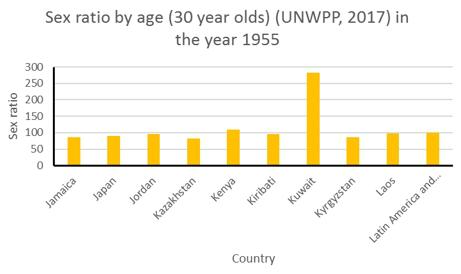 Sex ratio by age (30 year olds) (UNWPP, 2017) in
the year 1955
300
250
200
150
100
50
0
Sex ratio
Jamaica
Japan
Jordan
Kazakhstan
Kenya
Kiribati
Kuwait
Kyrgyzstan
Laos
Latin America and...
Country